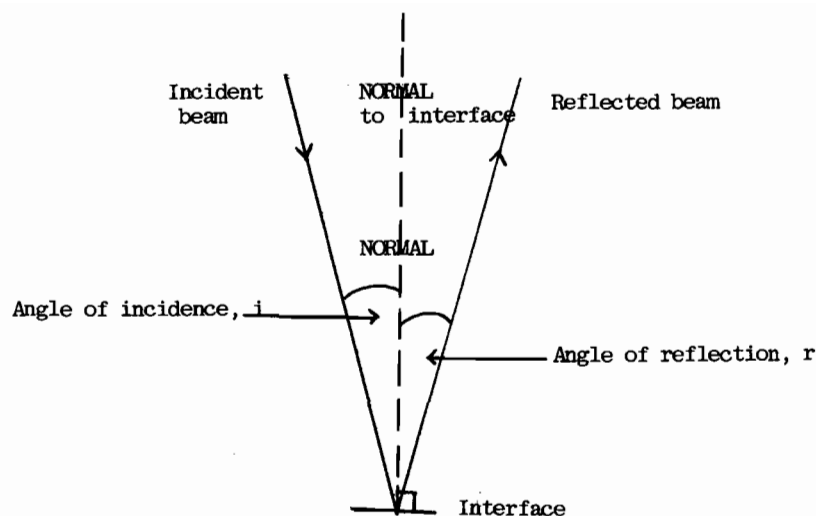 Incident
beam
NORMAL
to interface
Reflected beam
NORMAL
Angle of incidence, i
Angle of reflection, r
Interface